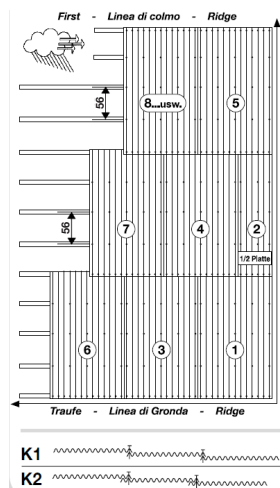 First - Linea di colmo - Ridge
56
8...usw.
5
56
7
4
2
1/2 Platte
6
3
1
Traufe - Linea di Gronda - Ridge
K1
K2